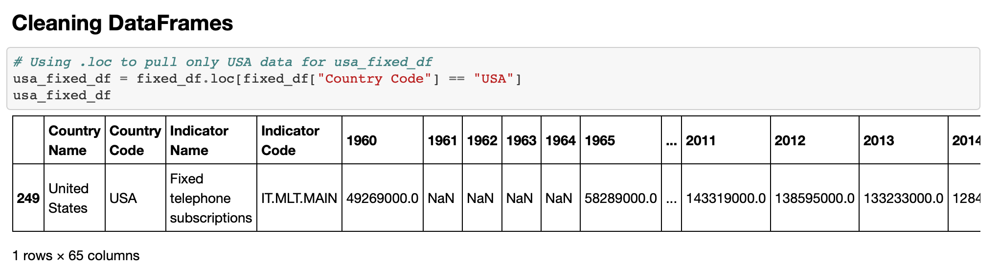 Cleaning DataFrames
# Using .loc to pull only USA data for usa_fixed_df
usa_fixed_df = fixed_df.loc[fixed_df["Country Code"] == "USA"]
usa_fixed_df
Country Name Country Code Indicator Name Indicator Code 1960 1961 1962 1963 1964 1965 ... 2011 2012 2013 2014
249 United States USA Fixed telephone subscriptions IT.MLT.MAIN 49269000.0 NaN NaN NaN NaN 58289000.0 ... 143319000.0 138595000.0 133233000.0 1284
1 rows × 65 columns